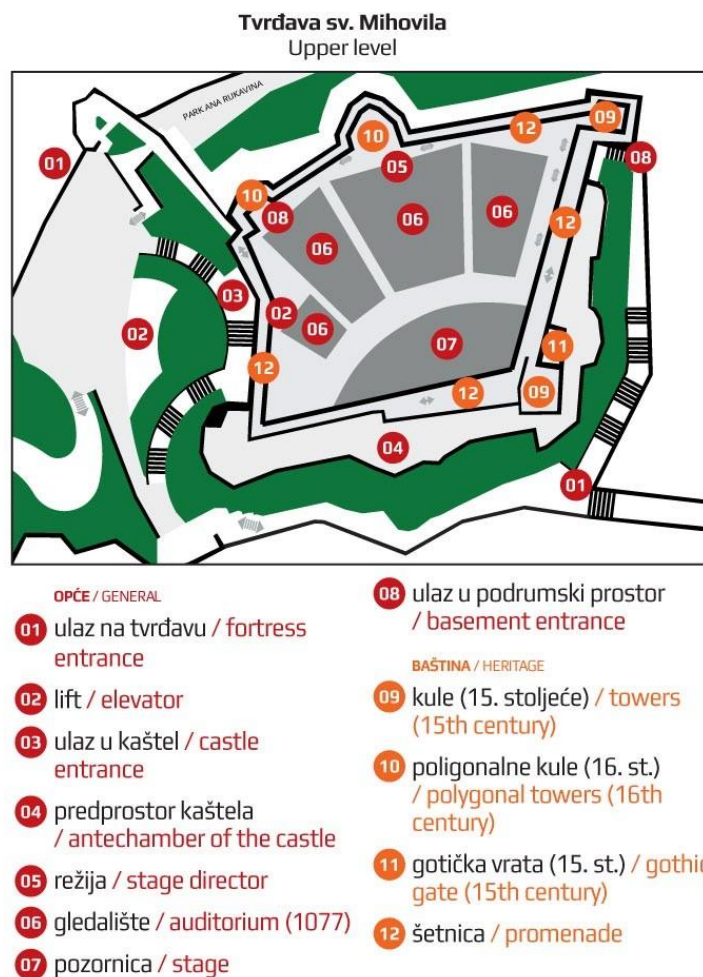 Tvrđava sv. Mihovila
Upper level
PARK ANA RUKAVINA
01
10
12
09
05
08
10
08
06
06
06
12
03
02
02
06
07
11
12
12
09
04
01
OPĆE / GENERAL
01 ulaz na tvrđavu / fortress
entrance
02 lift / elevator
03 ulaz u kaštel / castle
entrance
04 predprostor kaštela
/ antechamber of the castle
05 režija / stage director
06 gledalište / auditorium (1077)
07 pozornica / stage
08 ulaz u podrumski prostor
/ basement entrance
BAŠTINA / HERITAGE
09 kule (15. stoljeće) / towers
(15th century)
10 poligonalne kule (16. st.)
/ polygonal towers (16th
century)
11 gotička vrata (15. st.) / gothic
gate (15th century)
12 šetnica / promenade